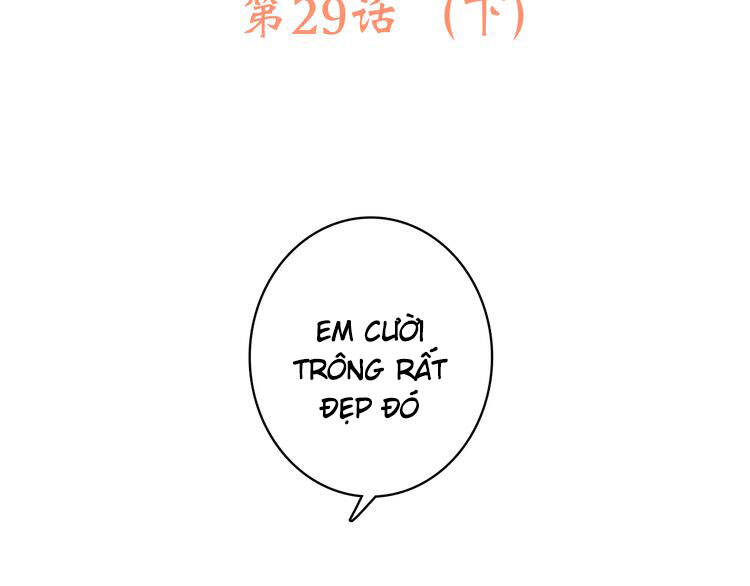 第29话 (下)
EM CƯỜI
TRÔNG RẤT
ĐẸP ĐÓ